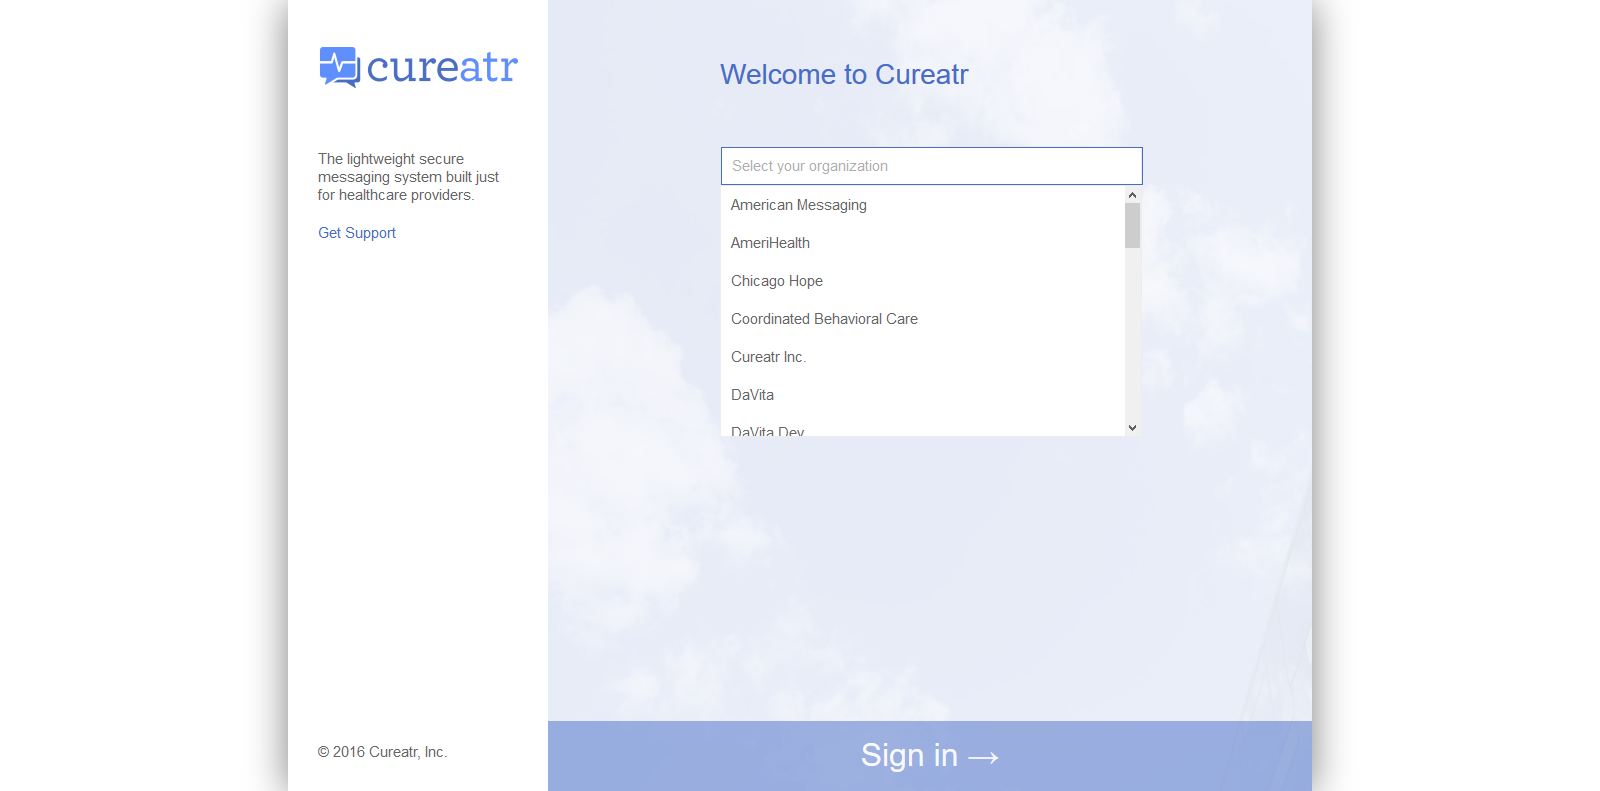 cureatr
The lightweight secure
messaging system built just
for healthcare providers.
Get Support
© 2016 Cureatr, Inc.
Welcome to Cureatr
Select your organization
American Messaging
AmeriHealth
Chicago Hope
Coordinated Behavioral Care
Cureatr Inc.
DaVita
DaVita Dev
Sign in →